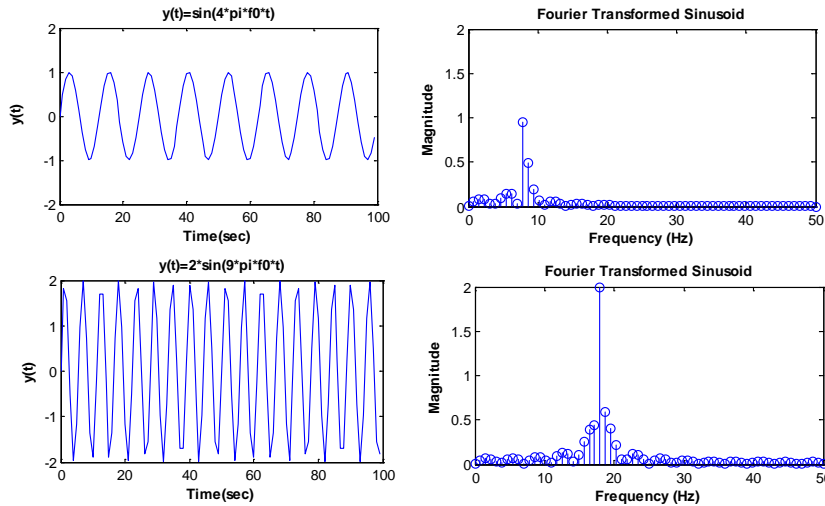 y(t)=sin(4*pi*f0*t)
2
1
0
-1
-2
y(t)
0 20 40 60 80 100
Time(sec)
Fourier Transformed Sinusoid
2
1.5
1
0.5
0
Magnitude
0 10 20 30 40 50
Frequency (Hz)
y(t)=2*sin(9*pi*f0*t)
2
1
0
-1
-2
y(t)
0 20 40 60 80 100
Time(sec)
Fourier Transformed Sinusoid
2
1.5
1
0.5
0
Magnitude
0 10 20 30 40 50
Frequency (Hz)